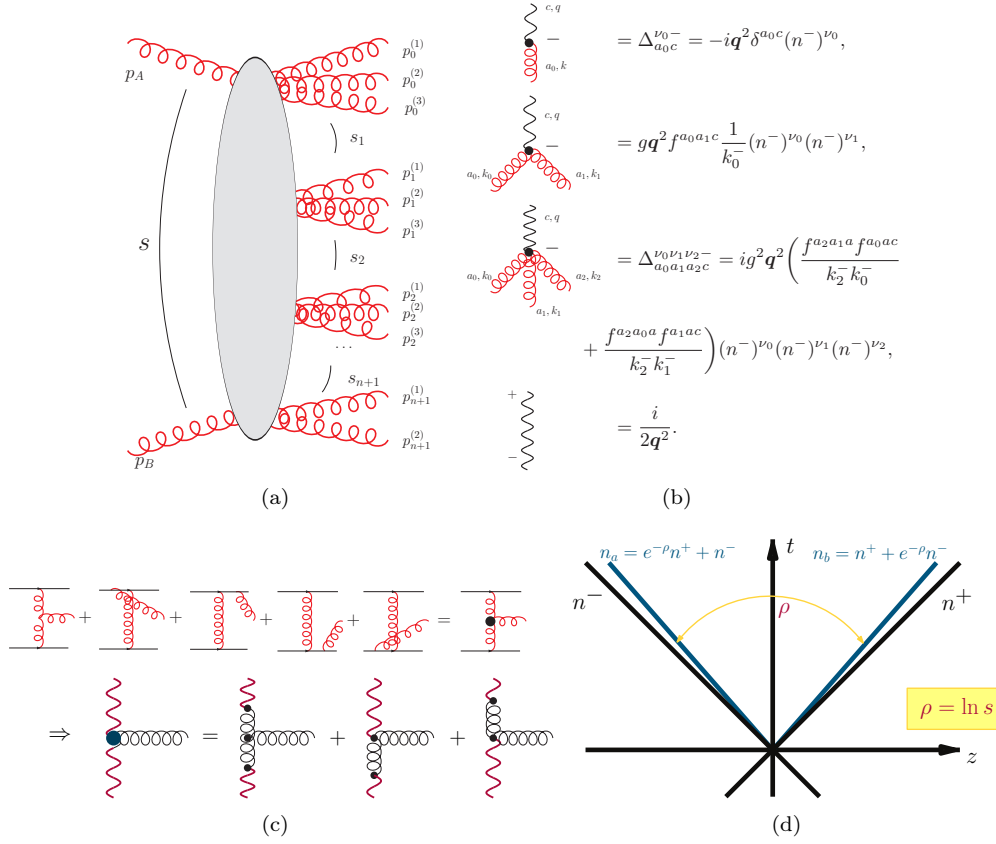 p_A
p_0^{(1)}
p_0^{(2)}
p_0^{(3)}
s_1
p_1^{(1)}
p_1^{(2)}
p_1^{(3)}
s
s_2
p_2^{(1)}
p_2^{(2)}
p_2^{(3)}
...
s_{n+1}
p_{n+1}^{(1)}
p_{n+1}^{(2)}
p_B
(a)
c, q
−
a_0, k
= Δ_{a_0 c}^{ν_0 −} = −i q^2 δ^{a_0 c} (n^−)^{ν_0},
c, q
−
a_0, k_0
a_1, k_1
= g q^2 f^{a_0 a_1 c} \frac{1}{k_0^−} (n^−)^{ν_0} (n^−)^{ν_1},
c, q
−
a_0, k_0
a_2, k_2
a_1, k_1
= Δ_{a_0 a_1 a_2 c}^{ν_0 ν_1 ν_2 −} = i g^2 q^2 ( \frac{f^{a_2 a_1 a} f^{a_0 a c}}{k_2^− k_0^−}
+ \frac{f^{a_2 a_0 a} f^{a_1 a c}}{k_2^− k_1^−} ) (n^−)^{ν_0} (n^−)^{ν_1} (n^−)^{ν_2},
+
−
= \frac{i}{2 q^2}.
(b)
+ + + + =
⇒ = + +
(c)
n_a = e^{−ρ} n^+ + n^−
t
n_b = n^+ + e^{−ρ} n^−
n^−
ρ
n^+
ρ = ln s
z
(d)